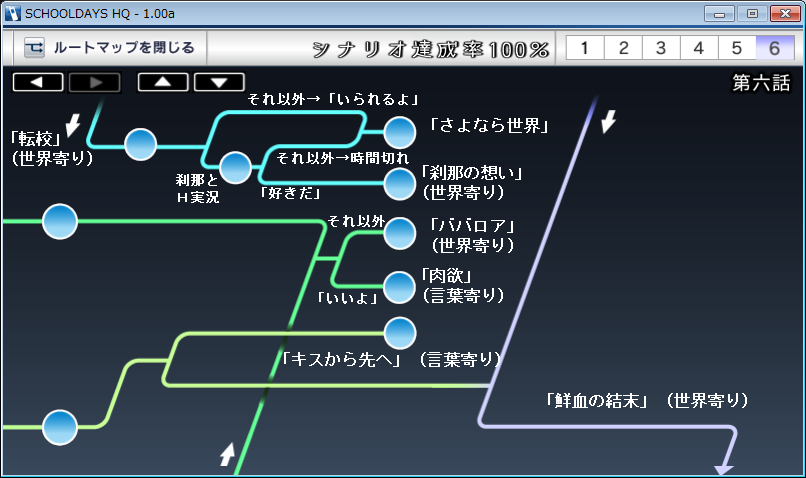 SCHOOLDAYS HQ - 1.00a
ルートマップを閉じる
シナリオ達成率100%
1 2 3 4 5 6
第六話
それ以外→「いられるよ」
「転校」
（世界寄り）
「さよなら世界」
それ以外→時間切れ
刹那と
H実況
「好きだ」
「刹那の想い」
（世界寄り）
それ以外
「ババロア」
（世界寄り）
「いいよ」
「肉欲」
（言葉寄り）
「キスから先へ」（言葉寄り）
「鮮血の結末」（世界寄り）